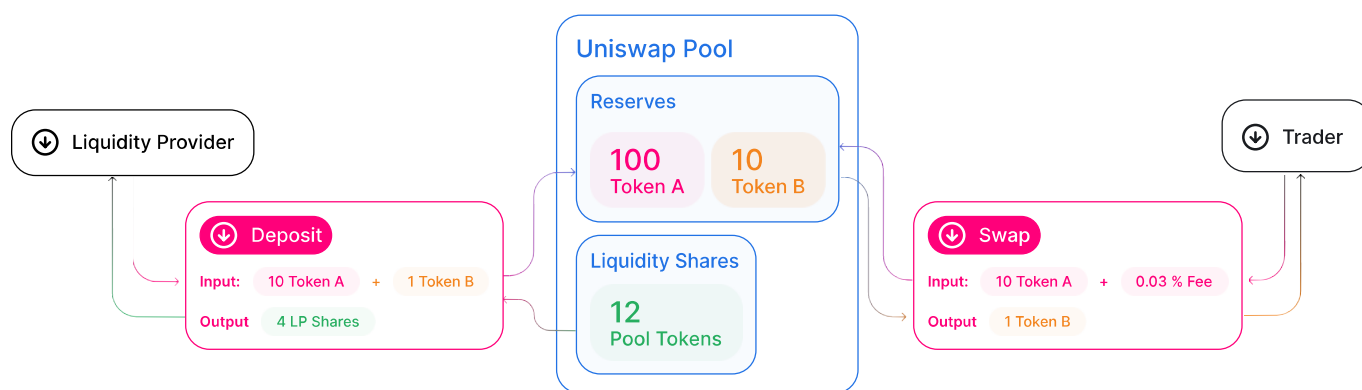 Liquidity Provider
Deposit
Input: 10 Token A + 1 Token B
Output 4 LP Shares
Uniswap Pool
Reserves
100
Token A
10
Token B
Liquidity Shares
12
Pool Tokens
Trader
Swap
Input: 10 Token A + 0.03 % Fee
Output 1 Token B